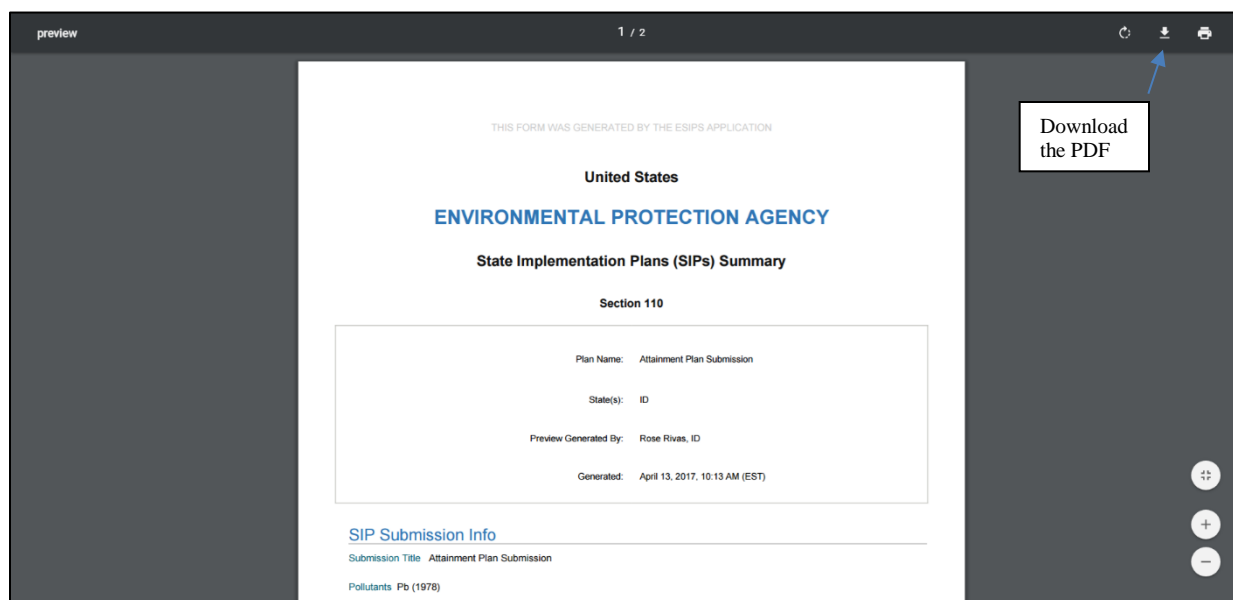 preview
1 / 2
Download
the PDF
THIS FORM WAS GENERATED BY THE ESIPS APPLICATION
United States
ENVIRONMENTAL PROTECTION AGENCY
State Implementation Plans (SIPs) Summary
Section 110
Plan Name: Attainment Plan Submission
State(s): ID
Preview Generated By: Rose Rivas, ID
Generated: April 13, 2017, 10:13 AM (EST)
SIP Submission Info
Submission Title Attainment Plan Submission
Pollutants Pb (1978)